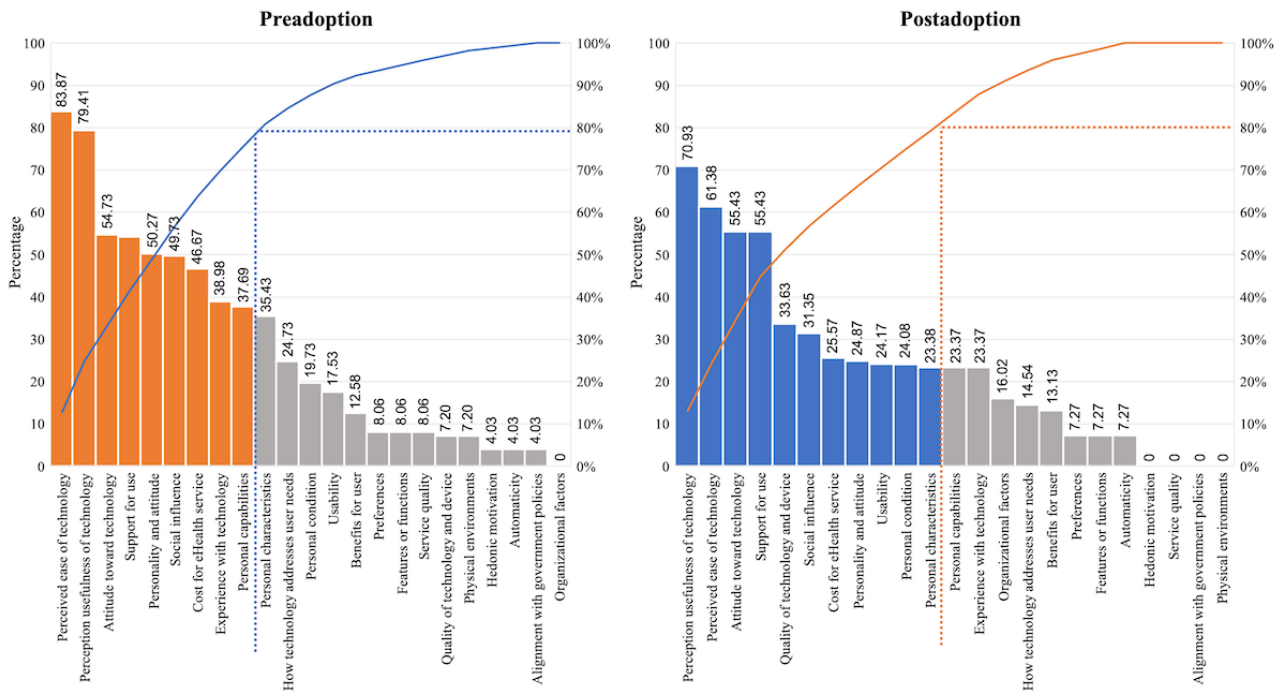 Preadoption
100
90
80
70
60
50
40
30
20
10
0
Percentage
83.87
79.41
54.73
50.27
49.73
46.67
38.98
37.69
35.43
24.73
19.73
17.53
12.58
8.06
8.06
8.06
7.20
7.20
4.03
4.03
4.03
0
100%
90%
80%
70%
60%
50%
40%
30%
20%
10%
0%
Perceived ease of technology
Perception usefulness of technology
Attitude toward technology
Support for use
Personality and attitude
Social influence
Cost for eHealth service
Experience with technology
Personal capabilities
Personal characteristics
How technology addresses user needs
Personal condition
Usability
Benefits for user
Preferences
Features or functions
Service quality
Quality of technology and device
Physical environments
Hedonic motivation
Automaticity
Alignment with government policies
Organizational factors
Postadoption
100
90
80
70
60
50
40
30
20
10
0
Percentage
70.93
61.38
55.43
55.43
33.63
31.35
25.57
24.87
24.17
24.08
23.38
23.37
23.37
16.02
14.54
13.13
7.27
7.27
7.27
0
0
0
0
100%
90%
80%
70%
60%
50%
40%
30%
20%
10%
0%
Perception usefulness of technology
Perceived ease of technology
Attitude toward technology
Support for use
Quality of technology and device
Social influence
Cost for eHealth service
Personality and attitude
Usability
Personal condition
Personal characteristics
Personal capabilities
Experience with technology
Organizational factors
How technology addresses user needs
Benefits for user
Preferences
Features or functions
Automaticity
Hedonic motivation
Service quality
Alignment with government policies
Physical environments